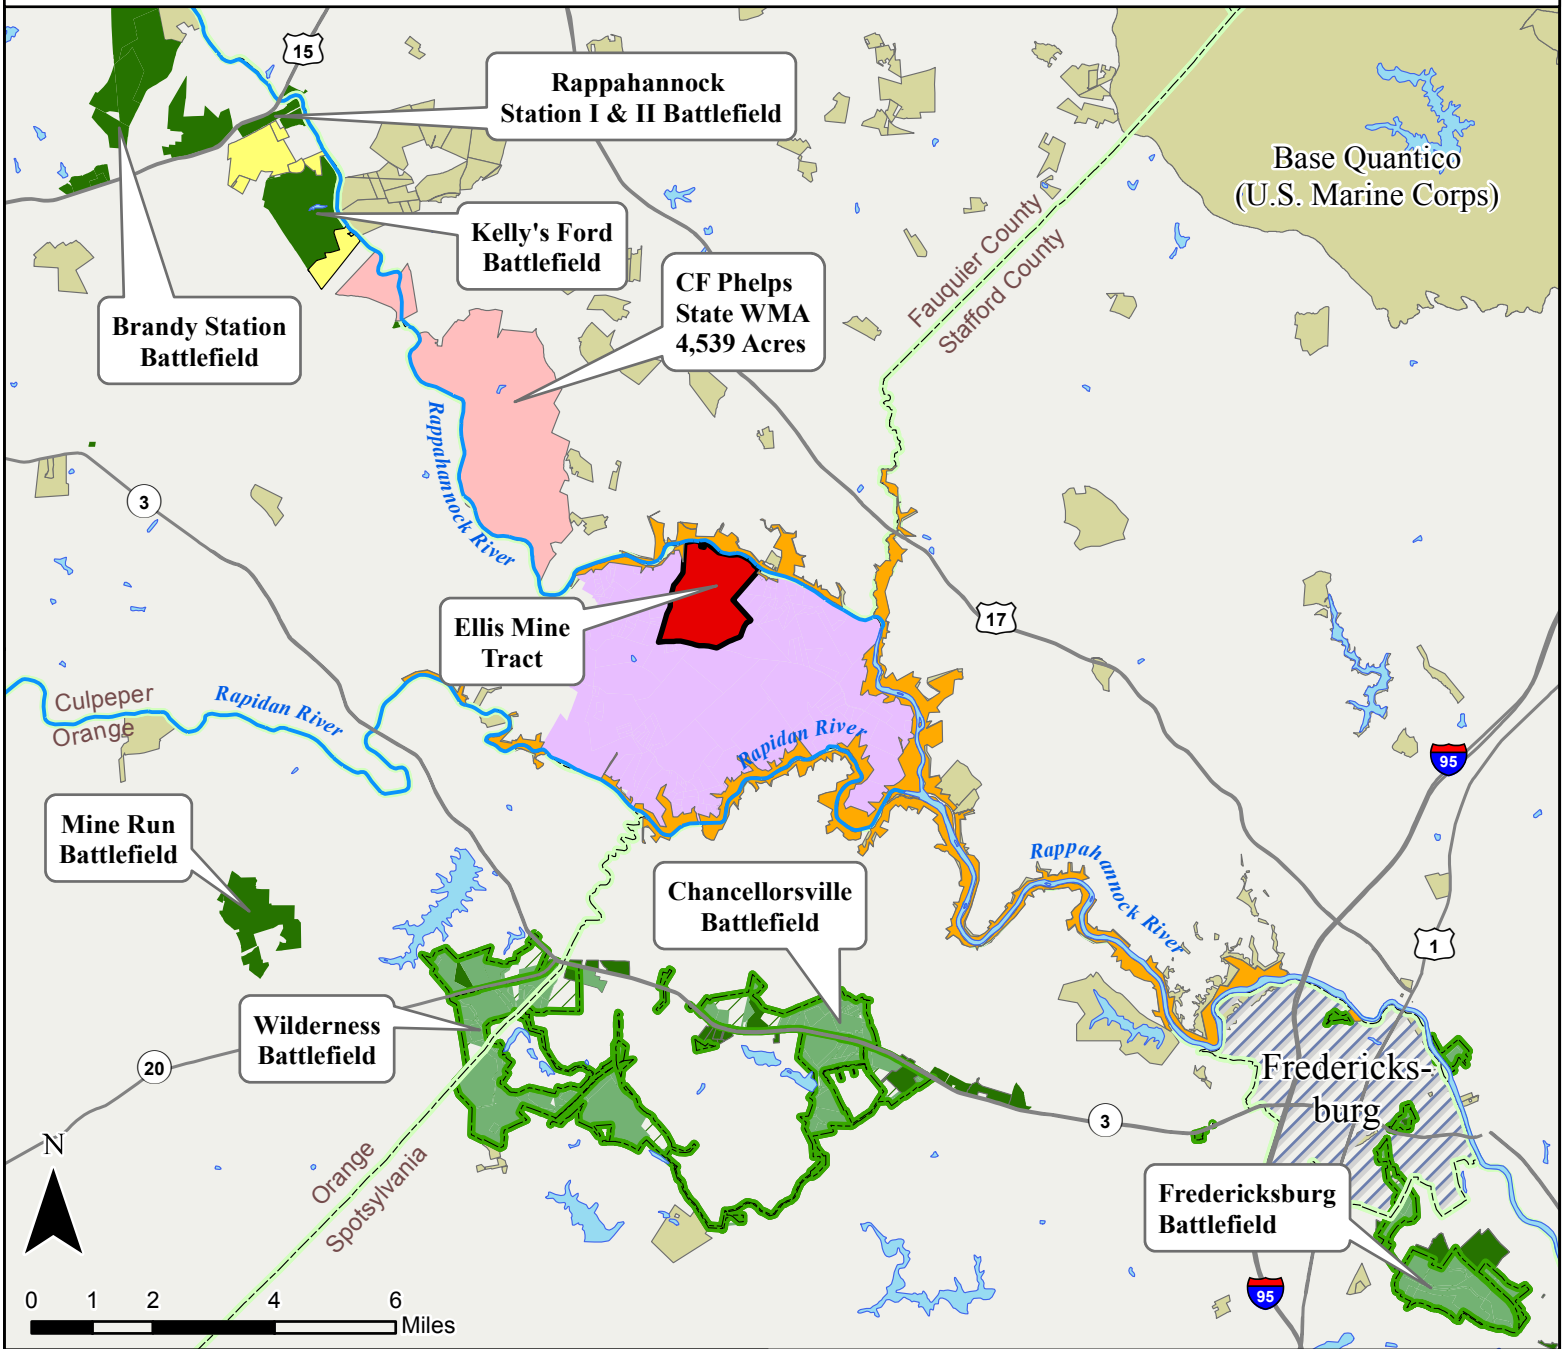 15
Rappahannock
Station I & II Battlefield
Base Quantico
(U.S. Marine Corps)
Kelly's Ford
Battlefield
Fauquier County
Stafford County
CF Phelps
State WMA
4,539 Acres
Brandy Station
Battlefield
Rappahannock River
3
Ellis Mine
Tract
17
Culpeper
Orange
Rapidan River
Rapidan River
95
Mine Run
Battlefield
Rappahannock River
Chancellorsville
Battlefield
1
Wilderness
Battlefield
20
Fredericks-
burg
3
Orange
Spotsylvania
N
Fredericksburg
Battlefield
95
0 1 2 4 6
Miles